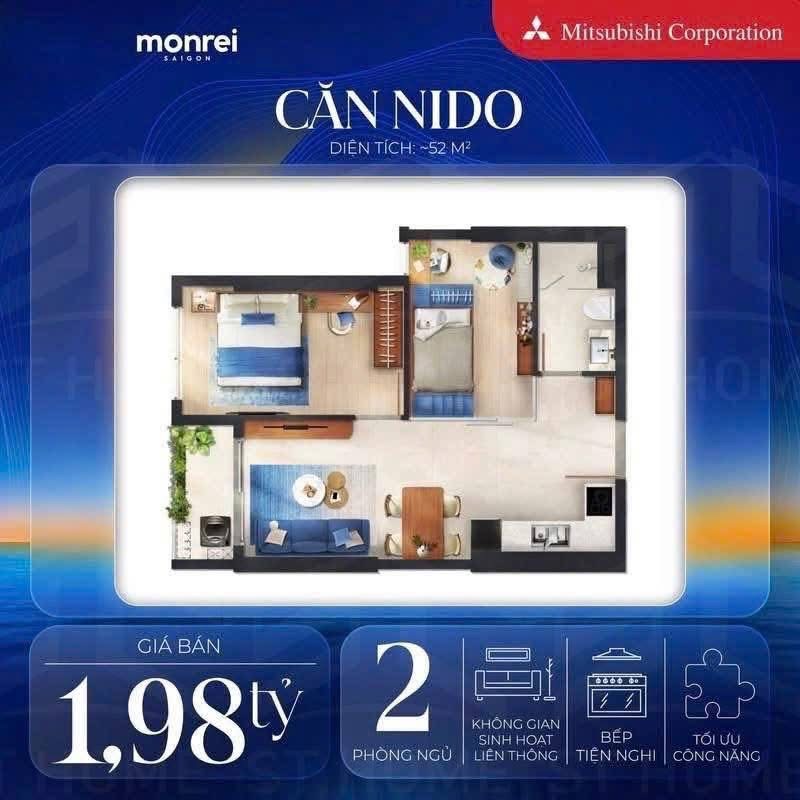 monrei
SAIGON
Mitsubishi Corporation
CĂN NIDO
DIỆN TÍCH: ~52 M²
GIÁ BÁN
1,98 tỷ
2
PHÒNG NGỦ
KHÔNG GIAN
SINH HOẠT
LIÊN THÔNG
BẾP
TIỆN NGHI
TỐI ƯU
CÔNG NĂNG